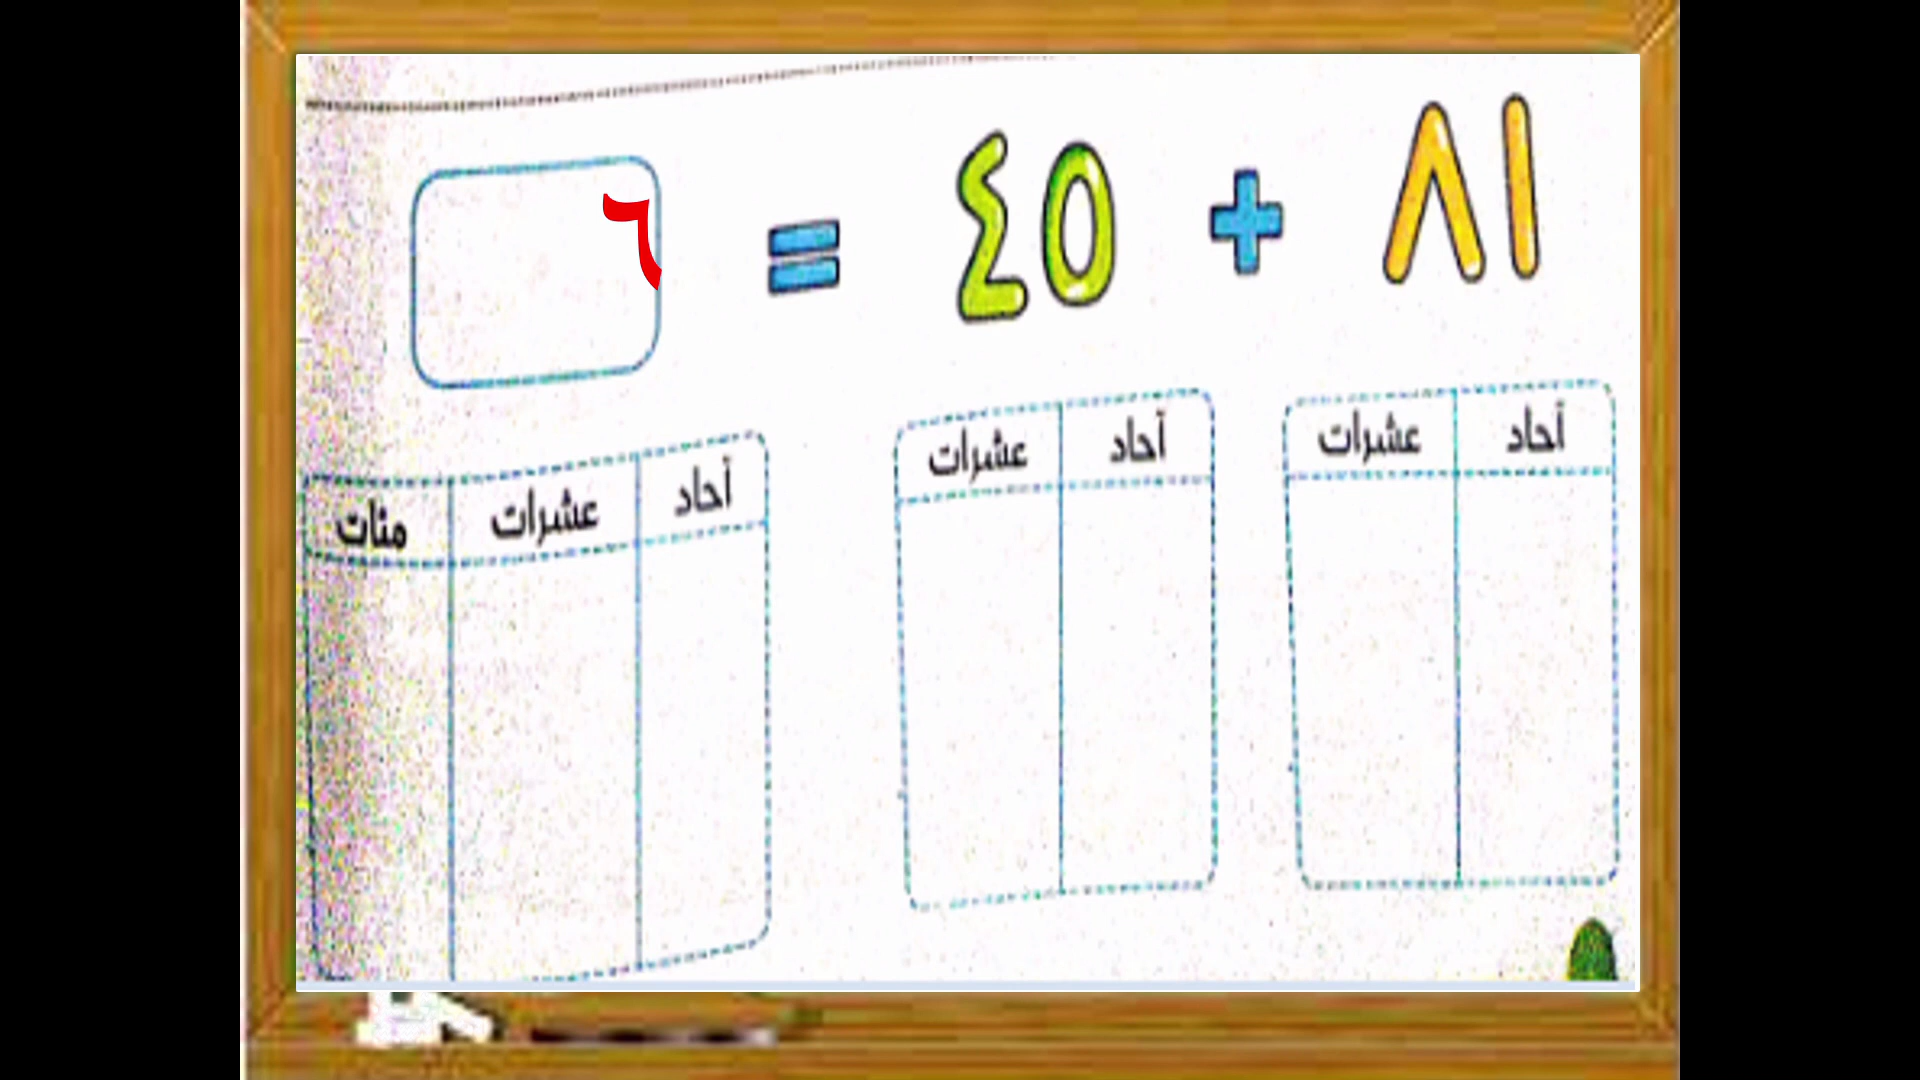 ٨١ + ٤٥ = ٦
آحاد عشرات
آحاد عشرات
آحاد عشرات مئات